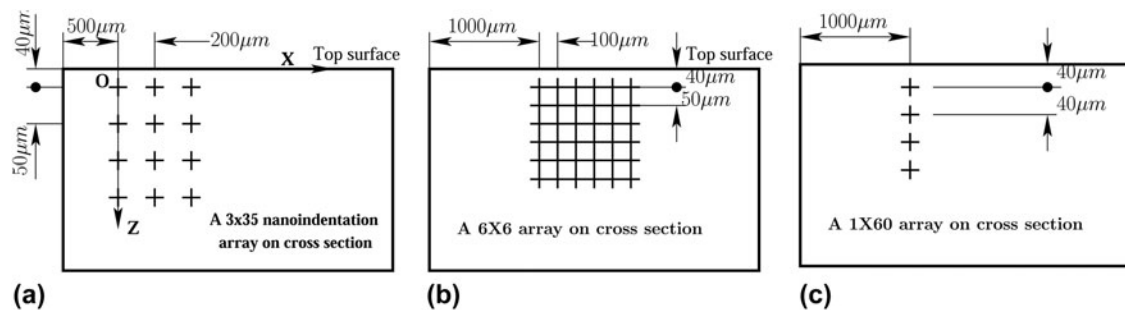 40μm
500μm
200μm
X
Top surface
O
50μm
Z
A 3x35 nanoindentation
array on cross section
(a)
1000μm
100μm
Top surface
40μm
50μm
A 6X6 array on cross section
(b)
1000μm
40μm
40μm
A 1X60 array on cross section
(c)